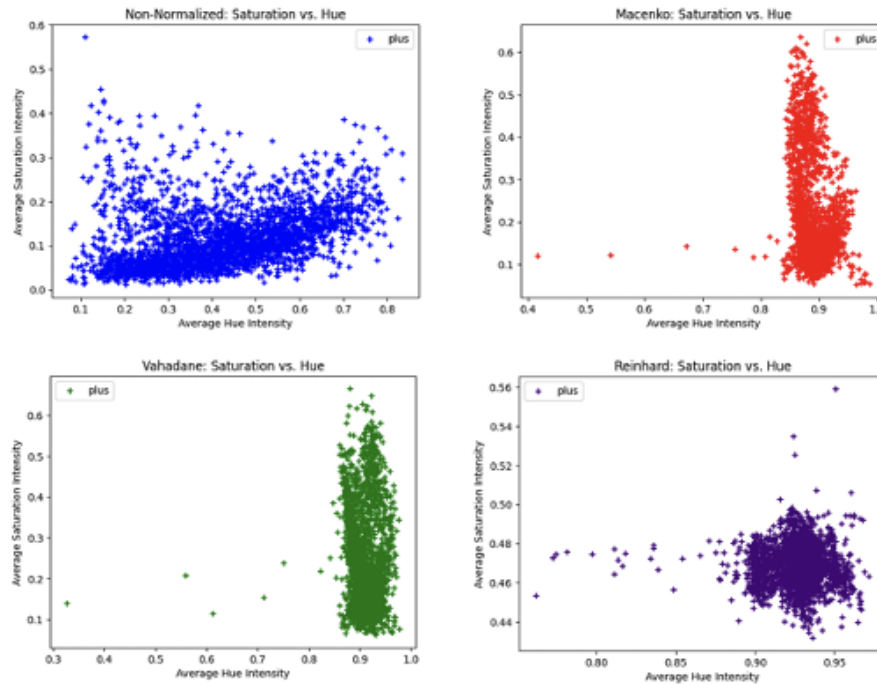 Non-Normalized: Saturation vs. Hue
plus
0.6
0.5
0.4
0.3
0.2
0.1
0.0
Average Saturation Intensity
0.1 0.2 0.3 0.4 0.5 0.6 0.7 0.8
Average Hue Intensity
Macenko: Saturation vs. Hue
plus
0.6
0.5
0.4
0.3
0.2
0.1
Average Saturation Intensity
0.4 0.5 0.6 0.7 0.8 0.9
Average Hue Intensity
Vahadane: Saturation vs. Hue
plus
0.6
0.5
0.4
0.3
0.2
0.1
Average Saturation Intensity
0.3 0.4 0.5 0.6 0.7 0.8 0.9 1.0
Average Hue Intensity
Reinhard: Saturation vs. Hue
plus
0.56
0.54
0.52
0.50
0.48
0.46
0.44
Average Saturation Intensity
0.80 0.85 0.90 0.95
Average Hue Intensity